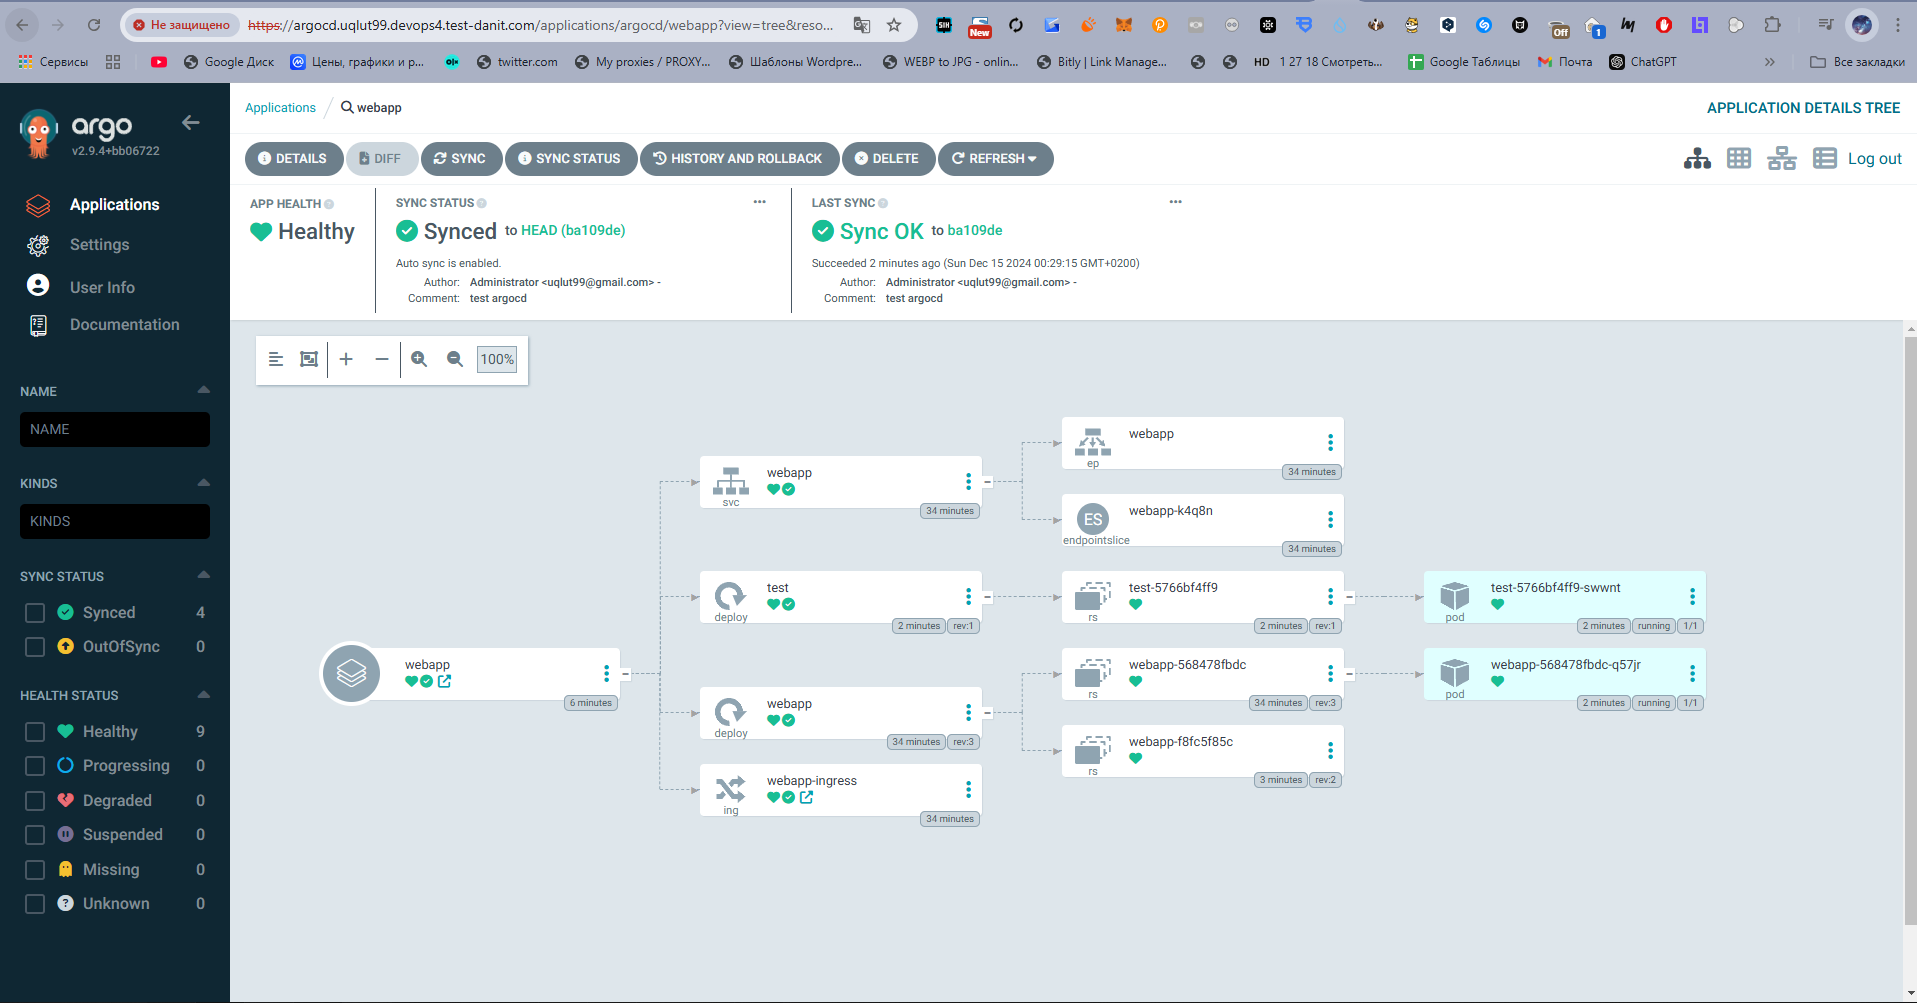 Не защищено https://argocd.uqlut99.devops4.test-danit.com/applications/argocd/webapp?view=tree&reso...
New
Off
1
Сервисы
Google Диск
Цены, графики и р...
olx
twitter.com
My proxies / PROXY...
Шаблоны Wordpre...
WEBP to JPG - onlin...
Bitly | Link Manage...
HD 1 27 18 Смотреть...
Google Таблицы
Почта
ChatGPT
Все закладки
argo
v2.9.4+bb06722
Applications
Settings
User Info
Documentation
NAME
NAME
KINDS
KINDS
SYNC STATUS
Synced 4
OutOfSync 0
HEALTH STATUS
Healthy 9
Progressing 0
Degraded 0
Suspended 0
Missing 0
Unknown 0
Applications / webapp
APPLICATION DETAILS TREE
DETAILS
DIFF
SYNC
SYNC STATUS
HISTORY AND ROLLBACK
DELETE
REFRESH
Log out
APP HEALTH
Healthy
SYNC STATUS
Synced to HEAD (ba109de)
Auto sync is enabled.
Author: Administrator <uqlut99@gmail.com> -
Comment: test argocd
LAST SYNC
Sync OK to ba109de
Succeeded 2 minutes ago (Sun Dec 15 2024 00:29:15 GMT+0200)
Author: Administrator <uqlut99@gmail.com> -
Comment: test argocd
100%
webapp
6 minutes
webapp
svc
34 minutes
test
deploy
2 minutes rev:1
webapp
deploy
34 minutes rev:3
webapp-ingress
ing
34 minutes
webapp
ep
34 minutes
ES
webapp-k4q8n
endpointslice
34 minutes
test-5766bf4ff9
rs
2 minutes rev:1
webapp-568478fbdc
rs
34 minutes rev:3
webapp-f8fc5f85c
rs
3 minutes rev:2
test-5766bf4ff9-swwnt
pod
2 minutes running 1/1
webapp-568478fbdc-q57jr
pod
2 minutes running 1/1